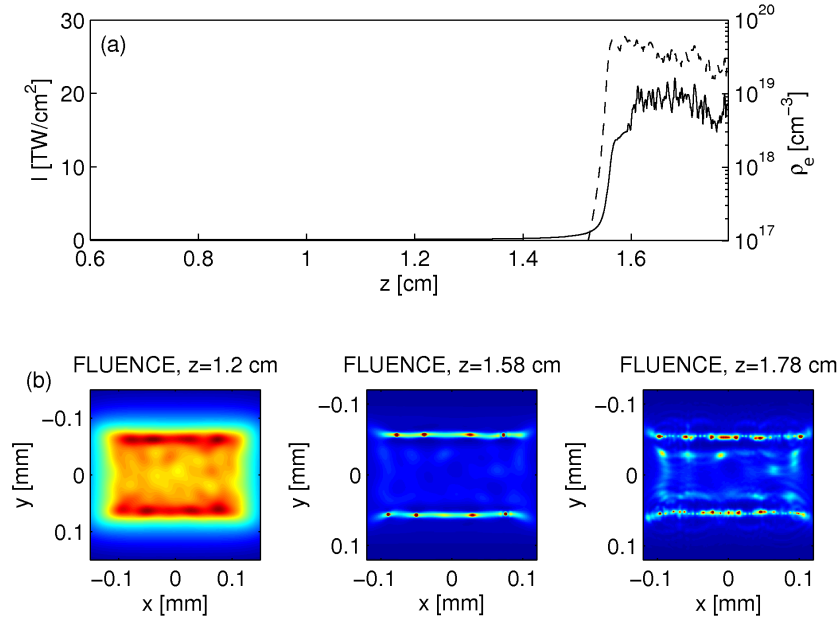 (a)
30
20
10
0
I [TW/cm²]
10²⁰
10¹⁹
10¹⁸
10¹⁷
ρₑ [cm⁻³]
0.6 0.8 1 1.2 1.4 1.6
z [cm]
(b)
FLUENCE, z=1.2 cm
−0.1
0
0.1
y [mm]
−0.1 0 0.1
x [mm]
FLUENCE, z=1.58 cm
−0.1
0
0.1
y [mm]
−0.1 0 0.1
x [mm]
FLUENCE, z=1.78 cm
−0.1
0
0.1
y [mm]
−0.1 0 0.1
x [mm]